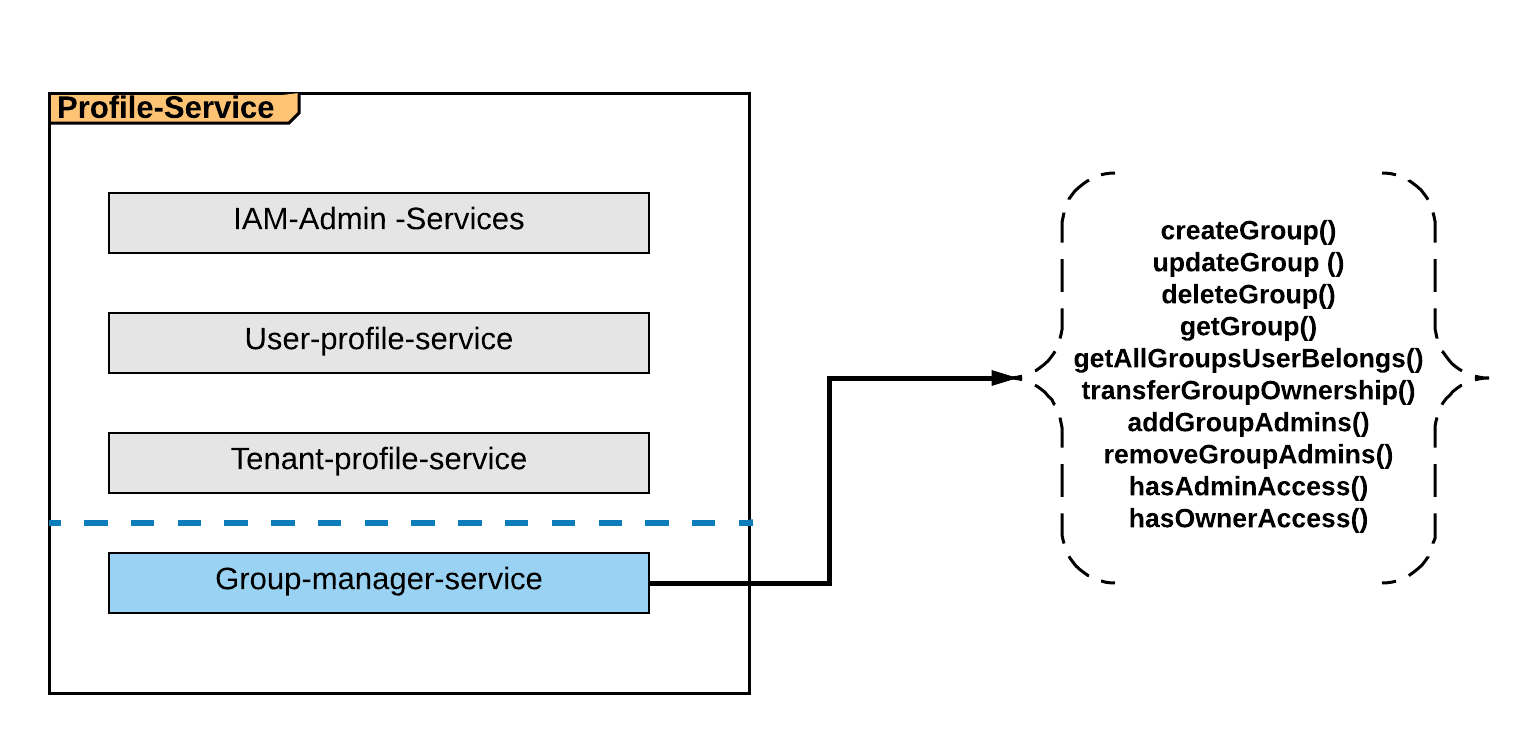 Profile-Service
IAM-Admin -Services
User-profile-service
Tenant-profile-service
Group-manager-service
createGroup()
updateGroup ()
deleteGroup()
getGroup()
getAllGroupsUserBelongs()
transferGroupOwnership()
addGroupAdmins()
removeGroupAdmins()
hasAdminAccess()
hasOwnerAccess()